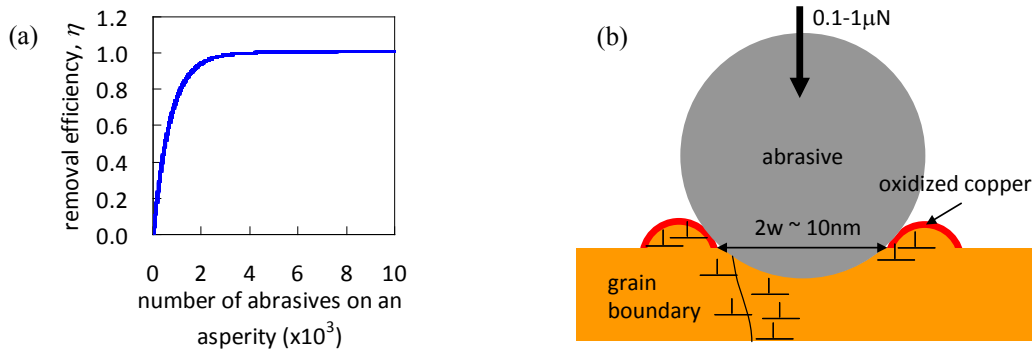 (a)
removal efficiency, η
1.2
1.0
0.8
0.6
0.4
0.2
0.0
0 2 4 6 8 10
number of abrasives on an
asperity (x10³)
(b)
0.1-1μN
abrasive
oxidized copper
2w ~ 10nm
grain
boundary